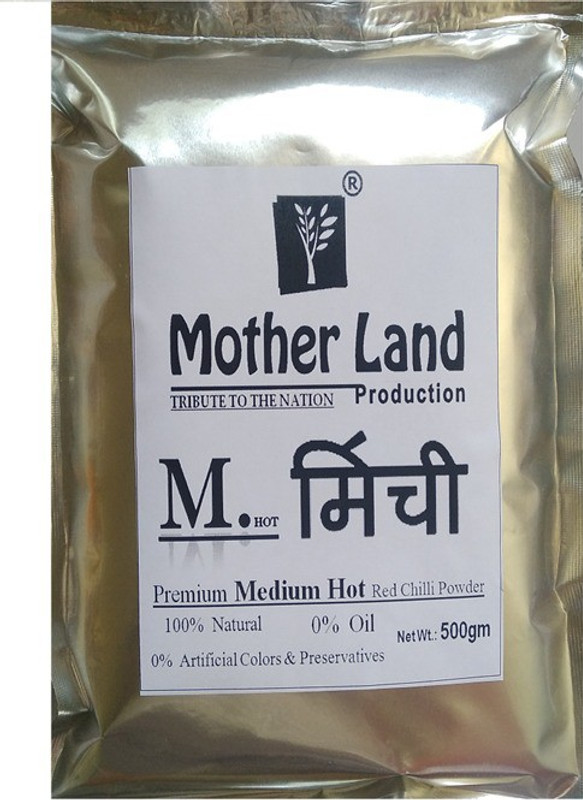 ®
Mother Land
TRIBUTE TO THE NATION Production
M. HOT र्मिची
Premium Medium Hot Red Chilli Powder
100% Natural 0% Oil
Net Wt.: 500gm
0% Artificial Colors & Preservatives